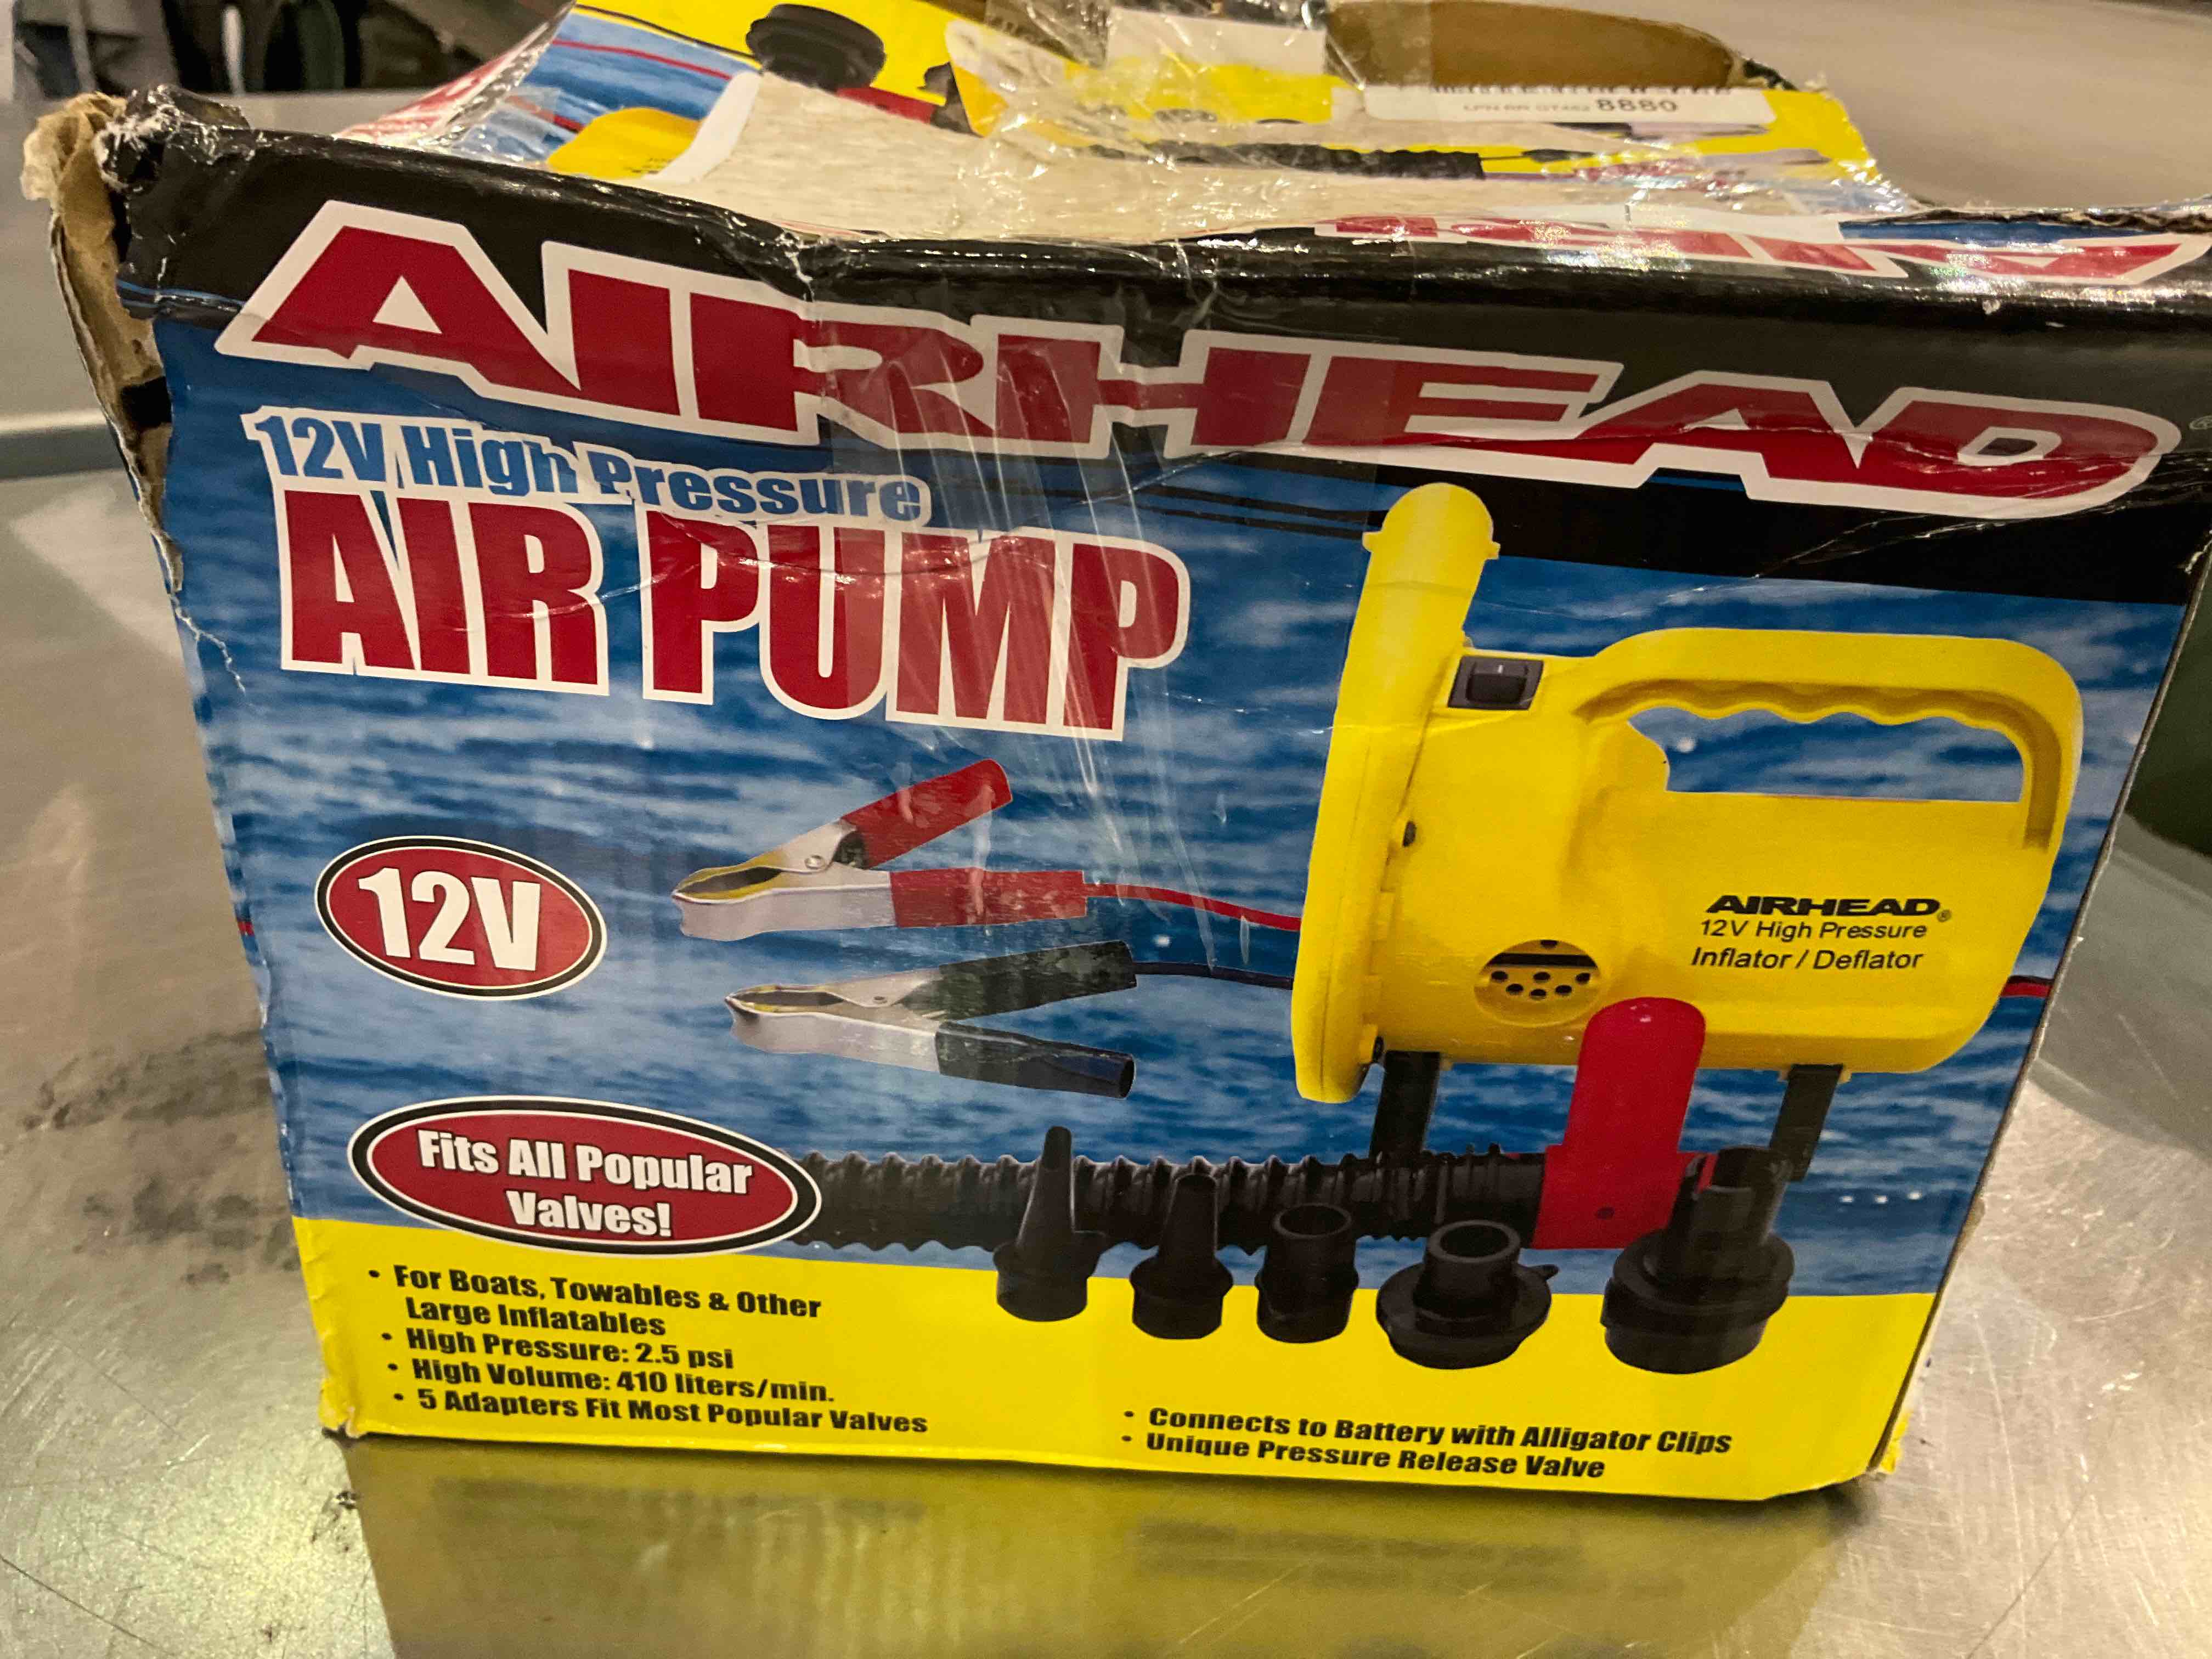 8880
AIRHEAD
AIRHEAD®
12V High Pressure
AIR PUMP
12V
AIRHEAD®
12V High Pressure
Inflator / Deflator
Fits All Popular
Valves!
• For Boats, Towables & Other
Large Inflatables
• High Pressure: 2.5 psi
• High Volume: 410 liters/min.
• 5 Adapters Fit Most Popular Valves
• Connects to Battery with Alligator Clips
• Unique Pressure Release Valve